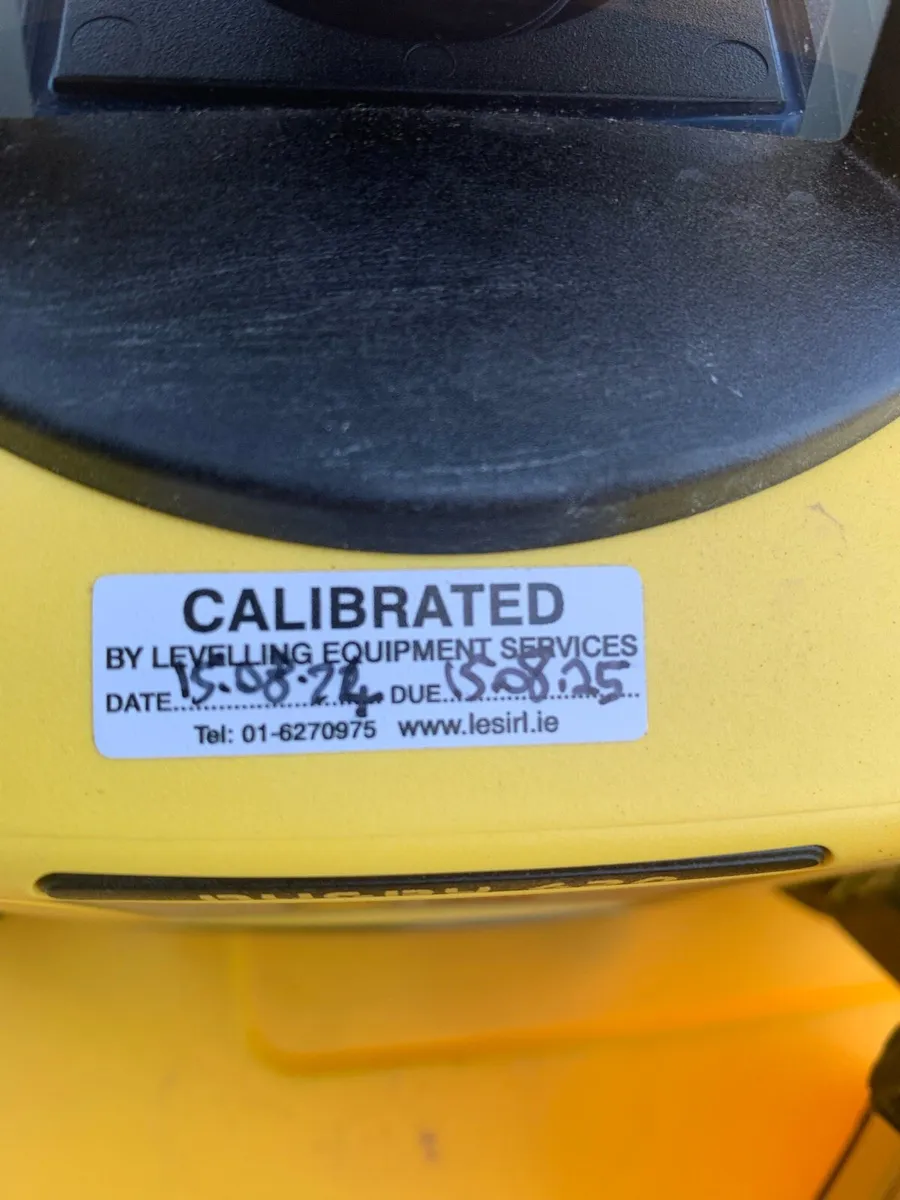 CALIBRATED
BY LEVELLING EQUIPMENT SERVICES
DATE 15.08.24 DUE 15.08.25
Tel: 01-6270975 www.lesirl.ie